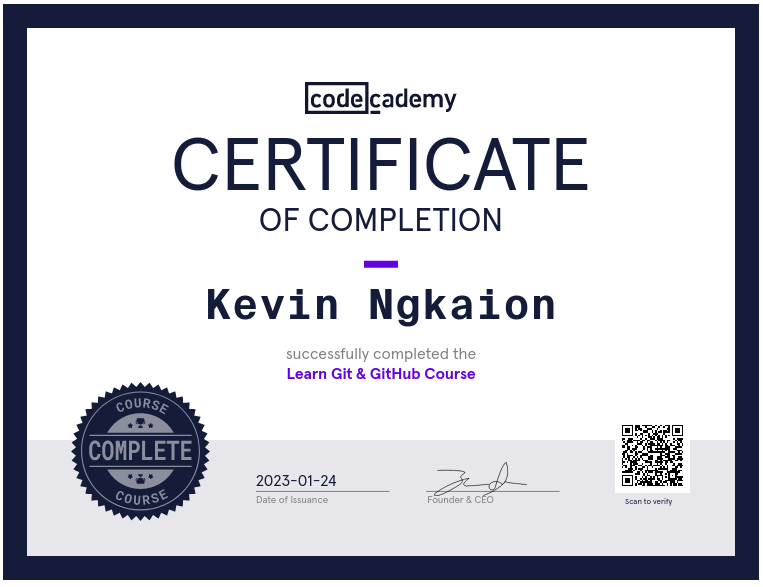 codecademy
CERTIFICATE
OF COMPLETION
Kevin Ngkaion
successfully completed the
Learn Git & GitHub Course
COURSE
COMPLETE
COURSE
2023-01-24
Date of Issuance
Founder & CEO
Scan to verify